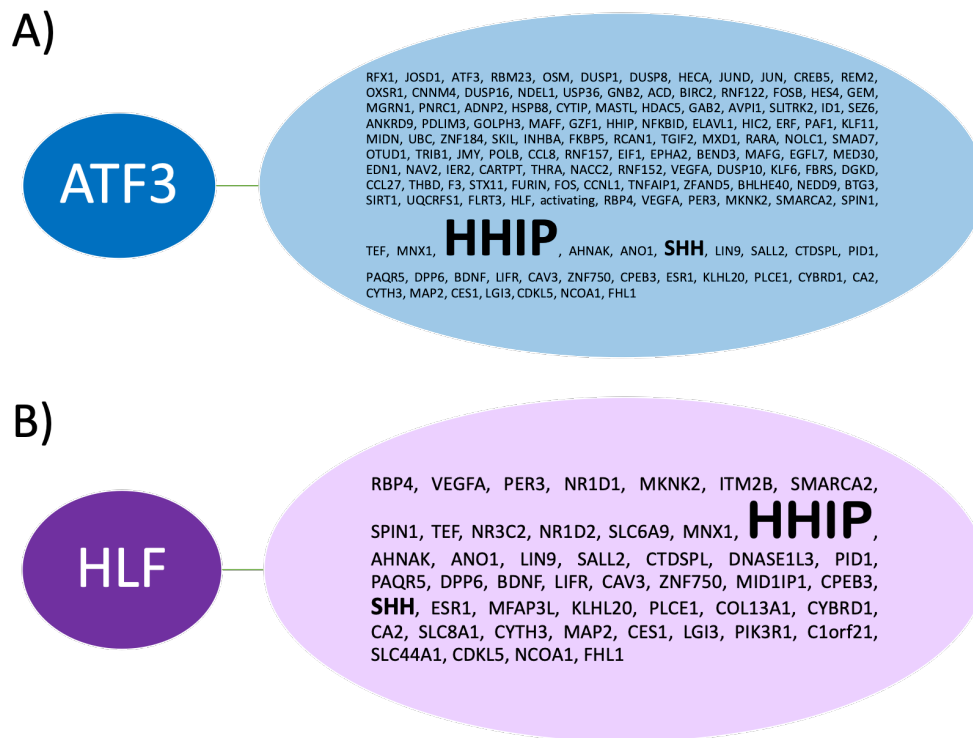 A)
ATF3
RFX1, JOSD1, ATF3, RBM23, OSM, DUSP1, DUSP8, HECA, JUND, JUN, CREB5, REM2,
OXSR1, CNNM4, DUSP16, NDEL1, USP36, GNB2, ACD, BIRC2, RNF122, FOSB, HES4, GEM,
MGRN1, PNRC1, ADNP2, HSPB8, CYTIP, MASTL, HDAC5, GAB2, AVPI1, SLITRK2, ID1, SEZ6,
ANKRD9, PDLIM3, GOLPH3, MAFF, GZF1, HHIP, NFKBID, ELAVL1, HIC2, ERF, PAF1, KLF11,
MIDN, UBC, ZNF184, SKIL, INHBA, FKBP5, RCAN1, TGIF2, MXD1, RARA, NOLC1, SMAD7,
OTUD1, TRIB1, JMY, POLB, CCL8, RNF157, EIF1, EPHA2, BEND3, MAFG, EGFL7, MED30,
EDN1, NAV2, IER2, CARTPT, THRA, NACC2, RNF152, VEGFA, DUSP10, KLF6, FBRS, DGKD,
CCL27, THBD, F3, STX11, FURIN, FOS, CCNL1, TNFAIP1, ZFAND5, BHLHE40, NEDD9, BTG3,
SIRT1, UQCRFS1, FLRT3, HLF, activating, RBP4, VEGFA, PER3, MKNK2, SMARCA2, SPIN1,
TEF, MNX1, HHIP, AHNAK, ANO1, SHH, LIN9, SALL2, CTDSPL, PID1,
PAQR5, DPP6, BDNF, LIFR, CAV3, ZNF750, CPEB3, ESR1, KLHL20, PLCE1, CYBRD1, CA2,
CYTH3, MAP2, CES1, LGI3, CDKL5, NCOA1, FHL1
B)
HLF
RBP4, VEGFA, PER3, NR1D1, MKNK2, ITM2B, SMARCA2,
SPIN1, TEF, NR3C2, NR1D2, SLC6A9, MNX1, HHIP,
AHNAK, ANO1, LIN9, SALL2, CTDSPL, DNASE1L3, PID1,
PAQR5, DPP6, BDNF, LIFR, CAV3, ZNF750, MID1IP1, CPEB3,
SHH, ESR1, MFAP3L, KLHL20, PLCE1, COL13A1, CYBRD1,
CA2, SLC8A1, CYTH3, MAP2, CES1, LGI3, PIK3R1, C1orf21,
SLC44A1, CDKL5, NCOA1, FHL1